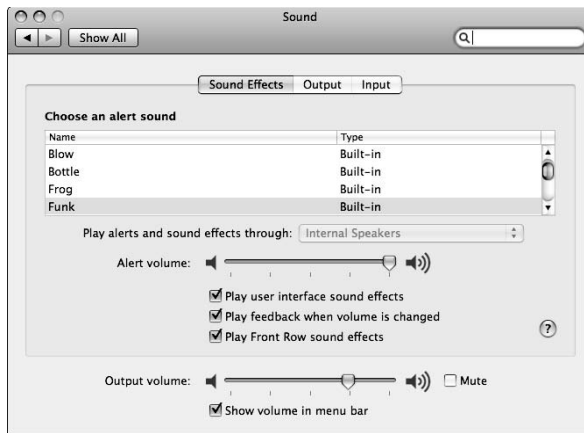 Sound
Show All
Sound Effects Output Input
Choose an alert sound
Name Type
Blow Built-in
Bottle Built-in
Frog Built-in
Funk Built-in
Play alerts and sound effects through: Internal Speakers
Alert volume:
Play user interface sound effects
Play feedback when volume is changed
Play Front Row sound effects
?
Output volume: Mute
Show volume in menu bar